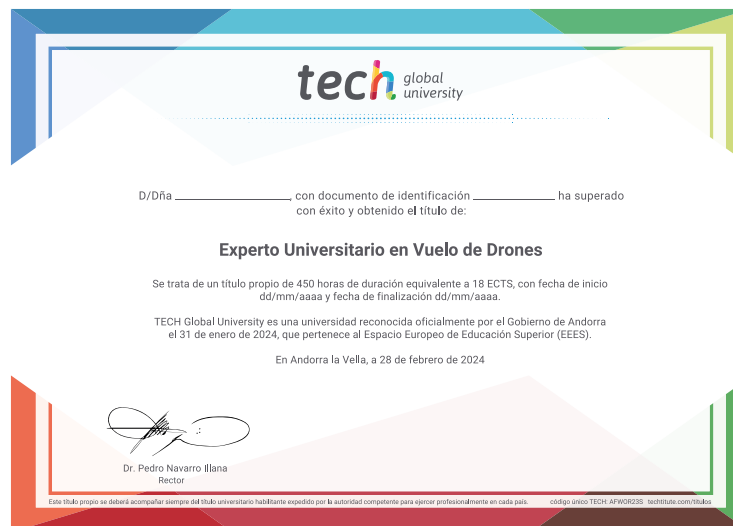 tech global
university
D/Dña ____________________, con documento de identificación ______________ ha superado
con éxito y obtenido el título de:
Experto Universitario en Vuelo de Drones
Se trata de un título propio de 450 horas de duración equivalente a 18 ECTS, con fecha de inicio
dd/mm/aaaa y fecha de finalización dd/mm/aaaa.
TECH Global University es una universidad reconocida oficialmente por el Gobierno de Andorra
el 31 de enero de 2024, que pertenece al Espacio Europeo de Educación Superior (EEES).
En Andorra la Vella, a 28 de febrero de 2024
Dr. Pedro Navarro Illana
Rector
Este título propio se deberá acompañar siempre del título universitario habilitante expedido por la autoridad competente para ejercer profesionalmente en cada país. código único TECH: AFWOR23S techtitute.com/titulos